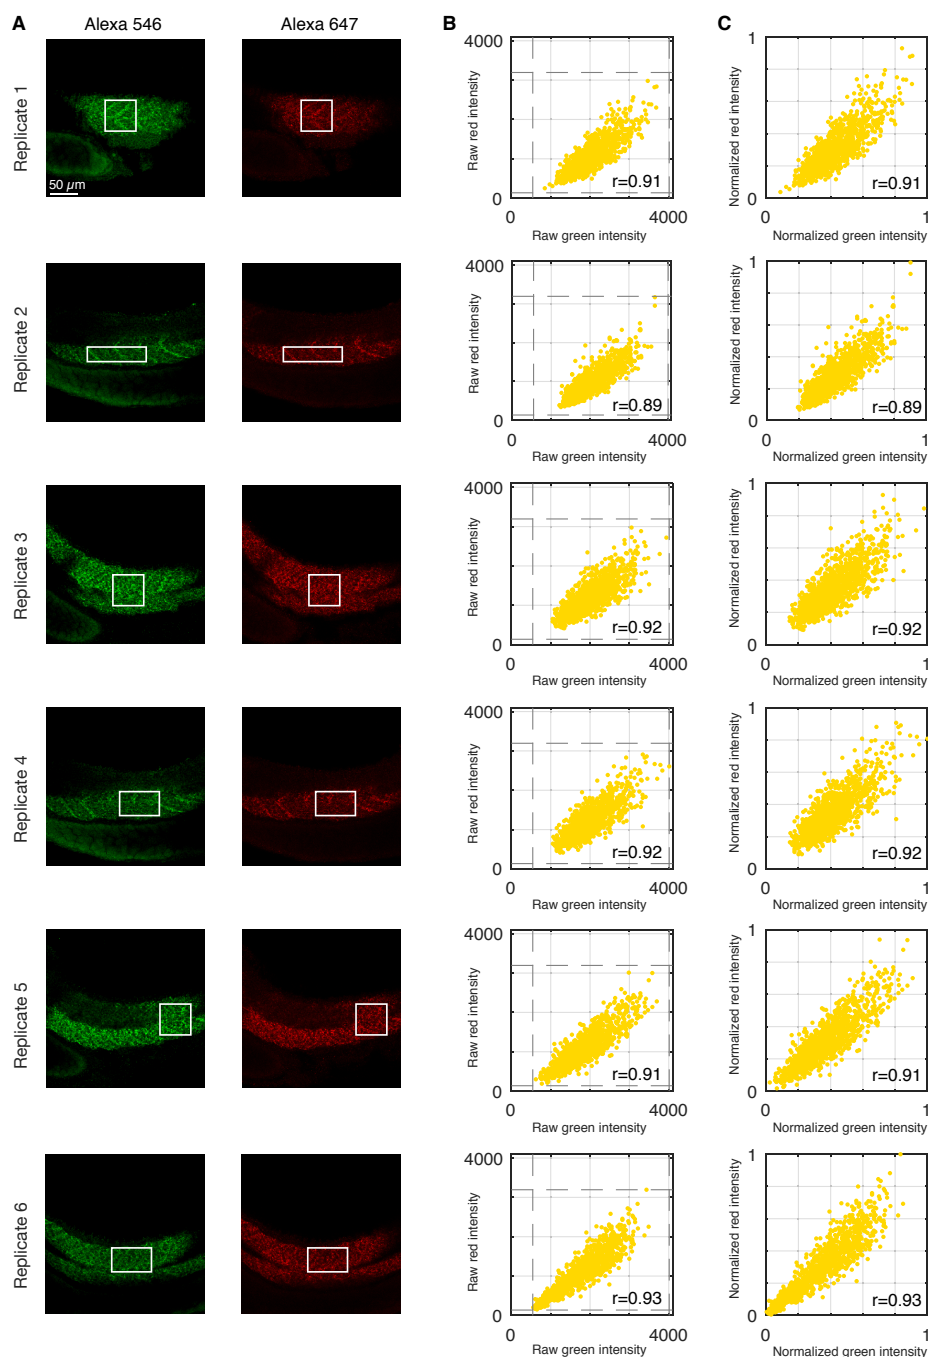 A
Alexa 546
Alexa 647
B
C
Replicate 1
50 µm
4000
Raw red intensity
r=0.91
0
0
4000
Raw green intensity
1
Normalized red intensity
r=0.91
0
0
1
Normalized green intensity
Replicate 2
4000
Raw red intensity
r=0.89
0
0
4000
Raw green intensity
1
Normalized red intensity
r=0.89
0
0
1
Normalized green intensity
Replicate 3
4000
Raw red intensity
r=0.92
0
0
4000
Raw green intensity
1
Normalized red intensity
r=0.92
0
0
1
Normalized green intensity
Replicate 4
4000
Raw red intensity
r=0.92
0
0
4000
Raw green intensity
1
Normalized red intensity
r=0.92
0
0
1
Normalized green intensity
Replicate 5
4000
Raw red intensity
r=0.91
0
0
4000
Raw green intensity
1
Normalized red intensity
r=0.91
0
0
1
Normalized green intensity
Replicate 6
4000
Raw red intensity
r=0.93
0
0
4000
Raw green intensity
1
Normalized red intensity
r=0.93
0
0
1
Normalized green intensity